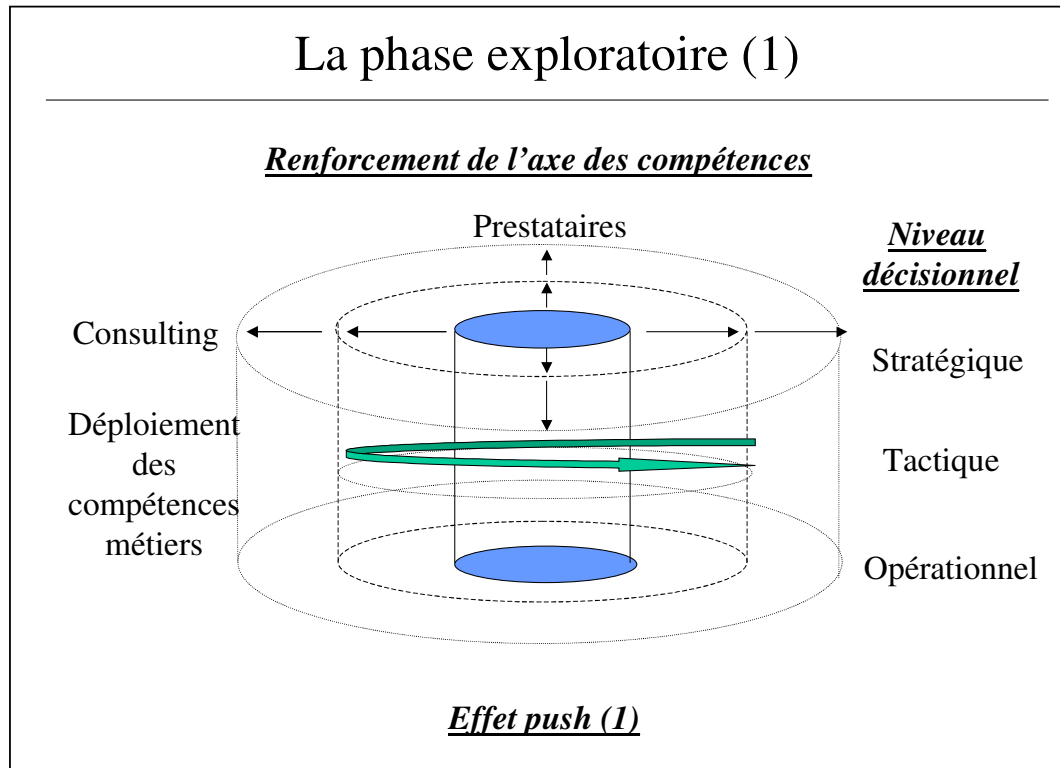 La phase exploratoire (1)
Renforcement de l’axe des compétences
Prestataires
Niveau
décisionnel
Consulting
Stratégique
Déploiement
des
compétences
métiers
Tactique
Opérationnel
Effet push (1)